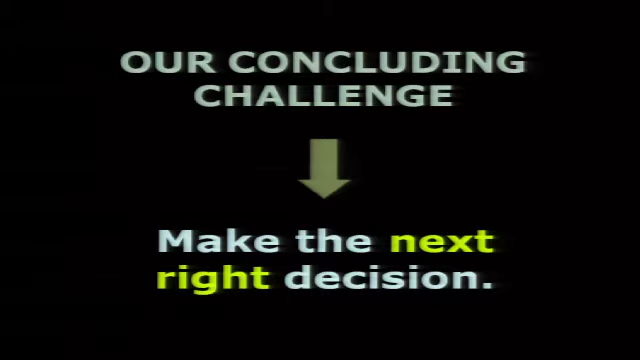 OUR CONCLUDING
CHALLENGE
Make the next
right decision.